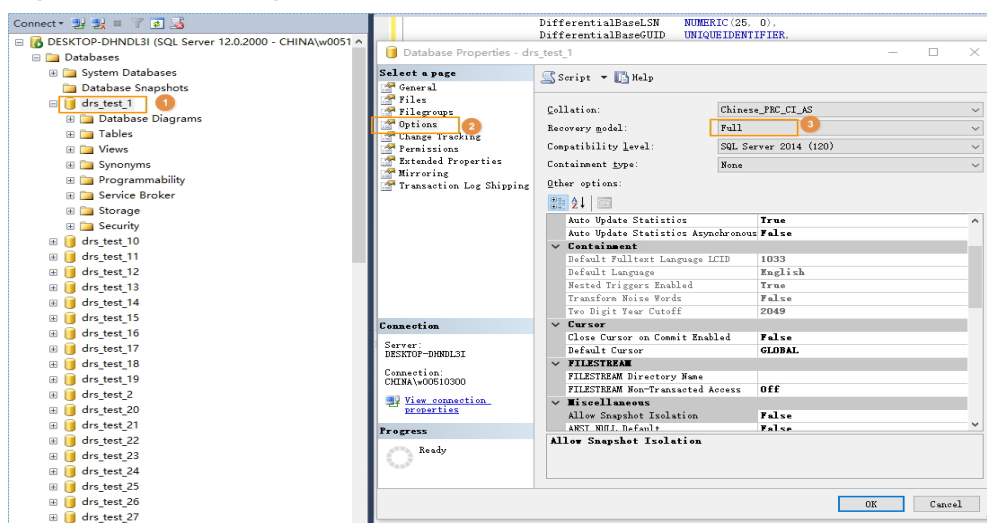 Connect
DESKTOP-DHNDL3I (SQL Server 12.0.2000 - CHINA\w0051
Databases
System Databases
Database Snapshots
drs_test_1
1
Database Diagrams
Tables
Views
Synonyms
Programmability
Service Broker
Storage
Security
drs_test_10
drs_test_11
drs_test_12
drs_test_13
drs_test_14
drs_test_15
drs_test_16
drs_test_17
drs_test_18
drs_test_19
drs_test_2
drs_test_20
drs_test_21
drs_test_22
drs_test_23
drs_test_24
drs_test_25
drs_test_26
drs_test_27
DifferentialBaseLSN NUMERIC(25, 0),
DifferentialBaseGUID UNIQUEIDENTIFIER,
Database Properties - drs_test_1
Select a page
General
Files
Filegroups
Options
2
Change Tracking
Permissions
Extended Properties
Mirroring
Transaction Log Shipping
Connection
Server:
DESKTOP-DHNDL3I
Connection:
CHINA\w00510300
View connection
properties
Progress
Ready
Script Help
Collation: Chinese_PRC_CI_AS
Recovery model: Full
3
Compatibility level: SQL Server 2014 (120)
Containment type: None
Other options:
Auto Update Statistics True
Auto Update Statistics Asynchronous False
Containment
Default Fulltext Language LCID 1033
Default Language English
Nested Triggers Enabled True
Transform Noise Words False
Two Digit Year Cutoff 2049
Cursor
Close Cursor on Commit Enabled False
Default Cursor GLOBAL
FILESTREAM
FILESTREAM Directory Name
FILESTREAM Non-Transacted Access Off
Miscellaneous
Allow Snapshot Isolation False
ANSI NULL Default False
Allow Snapshot Isolation
OK Cancel